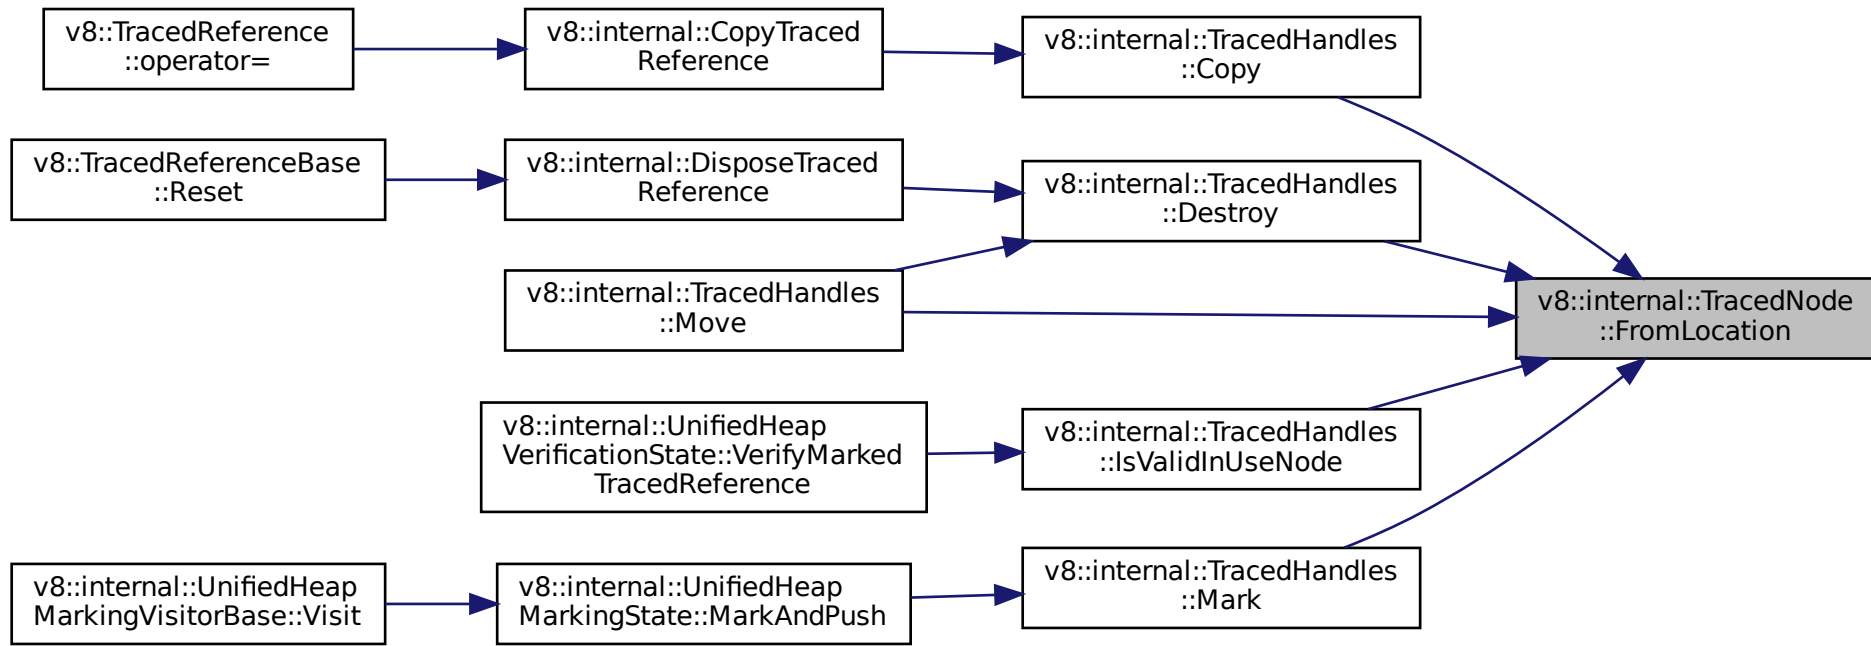 v8::TracedReference
::operator=
v8::internal::CopyTraced
Reference
v8::internal::TracedHandles
::Copy
v8::TracedReferenceBase
::Reset
v8::internal::DisposeTraced
Reference
v8::internal::TracedHandles
::Destroy
v8::internal::TracedHandles
::Move
v8::internal::TracedNode
::FromLocation
v8::internal::UnifiedHeap
VerificationState::VerifyMarked
TracedReference
v8::internal::TracedHandles
::IsValidInUseNode
v8::internal::UnifiedHeap
MarkingVisitorBase::Visit
v8::internal::UnifiedHeap
MarkingState::MarkAndPush
v8::internal::TracedHandles
::Mark